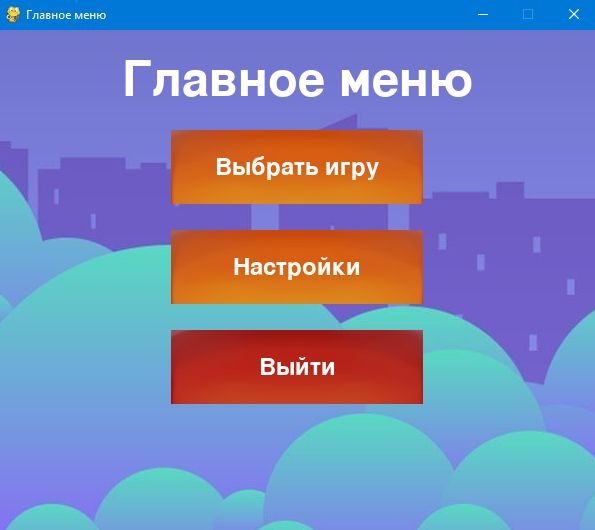 Главное меню
Главное меню
Выбрать игру
Настройки
Выйти